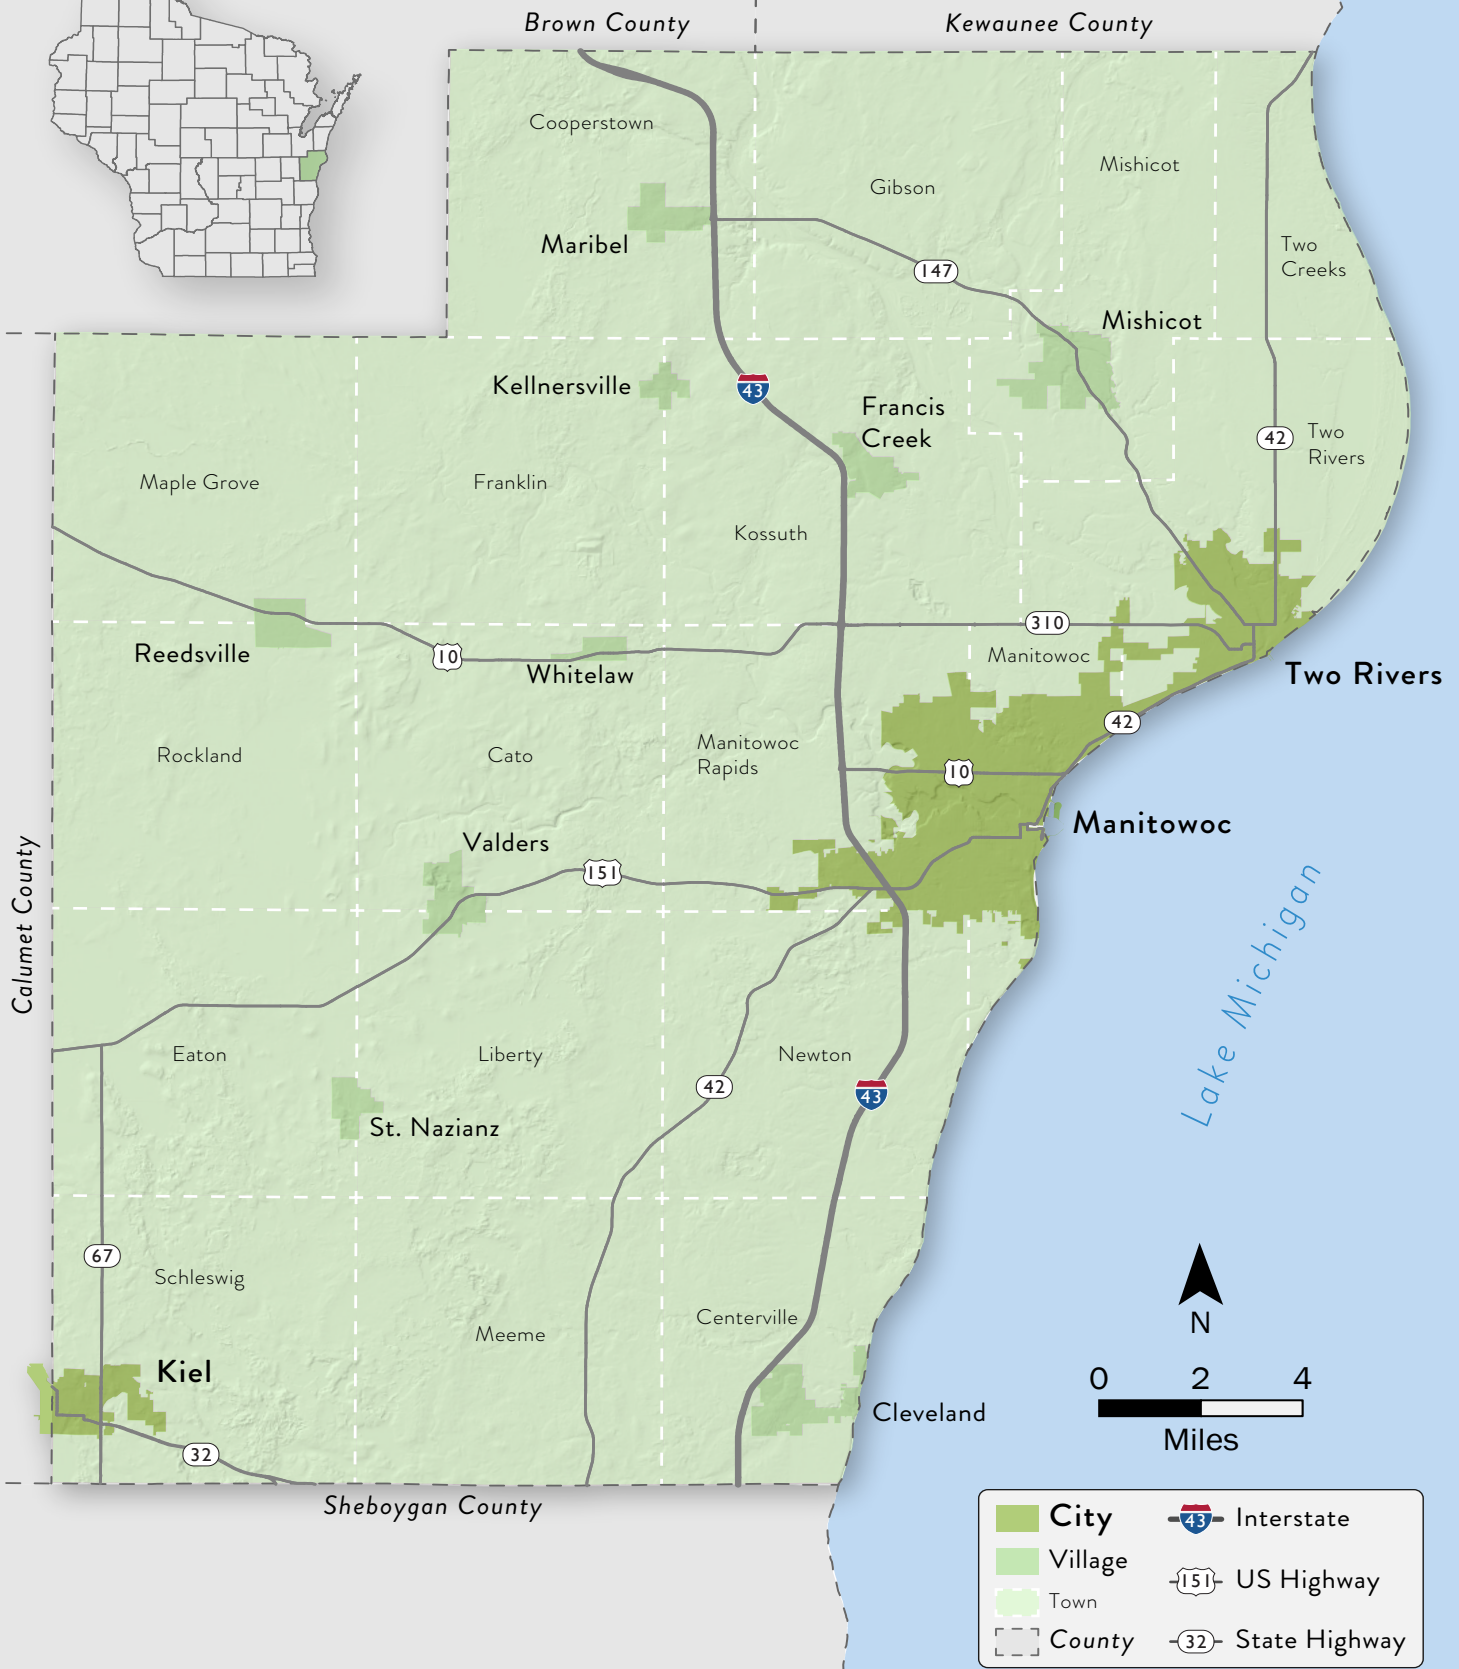 Brown County
Kewaunee County
Cooperstown
Mishicot
Gibson
Maribel
Two
Creeks
147
Mishicot
Kellnersville
43
Francis
Creek
42
Two
Rivers
Maple Grove
Franklin
Kossuth
310
Reedsville
10
Whitelaw
Manitowoc
Two Rivers
42
Rockland
Cato
Manitowoc
Rapids
10
Manitowoc
Valders
151
Calumet County
Lake Michigan
Eaton
Liberty
Newton
42
43
St. Nazianz
67
Schleswig
Centerville
Meeme
N
Kiel
0 2 4
Miles
Cleveland
32
Sheboygan County
City
43 Interstate
Village
151 US Highway
Town
County
32 State Highway